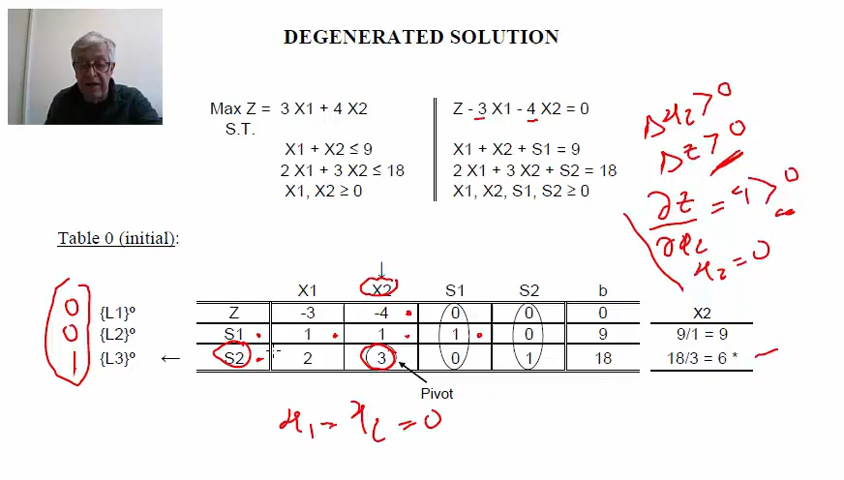 DEGENERATED SOLUTION
Max Z = 3 X1 + 4 X2
S.T.
X1 + X2 ≤ 9
2 X1 + 3 X2 ≤ 18
X1, X2 ≥ 0
Z - 3 X1 - 4 X2 = 0
X1 + X2 + S1 = 9
2 X1 + 3 X2 + S2 = 18
X1, X2, S1, S2 ≥ 0
Δx2 > 0
ΔZ > 0
∂Z/∂x2 = 4 > 0
x2 = 0
Table 0 (initial):
↓
X1 X2 S1 S2 b
0 {L1}º Z -3 -4 0 0 0 X2
0 {L2}º S1 1 1 1 0 9 9/1 = 9
1 {L3}º ← S2 2 3 0 1 18 18/3 = 6 *
Pivot
x1 = x2 = 0